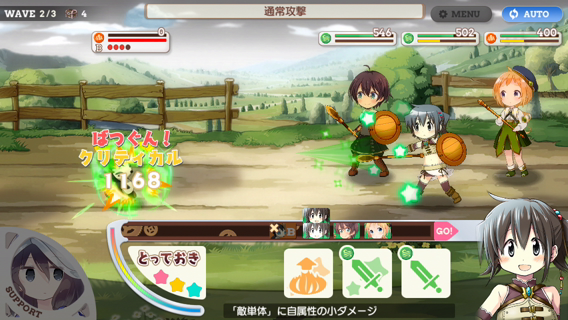 WAVE 2/3 4
通常攻撃
MENU
AUTO
0
B
546
502
400
ばつぐん!
クリティカル
1168
B
GO!
とっておき
SUPPORT
「敵単体」に自属性の小ダメージ